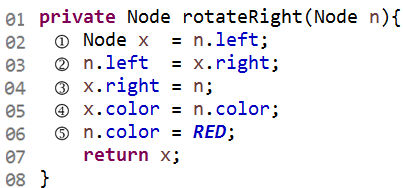 01 private Node rotateRight(Node n){
02 ① Node x = n.left;
03 ② n.left = x.right;
04 ③ x.right = n;
05 ④ x.color = n.color;
06 ⑤ n.color = RED;
07 return x;
08 }